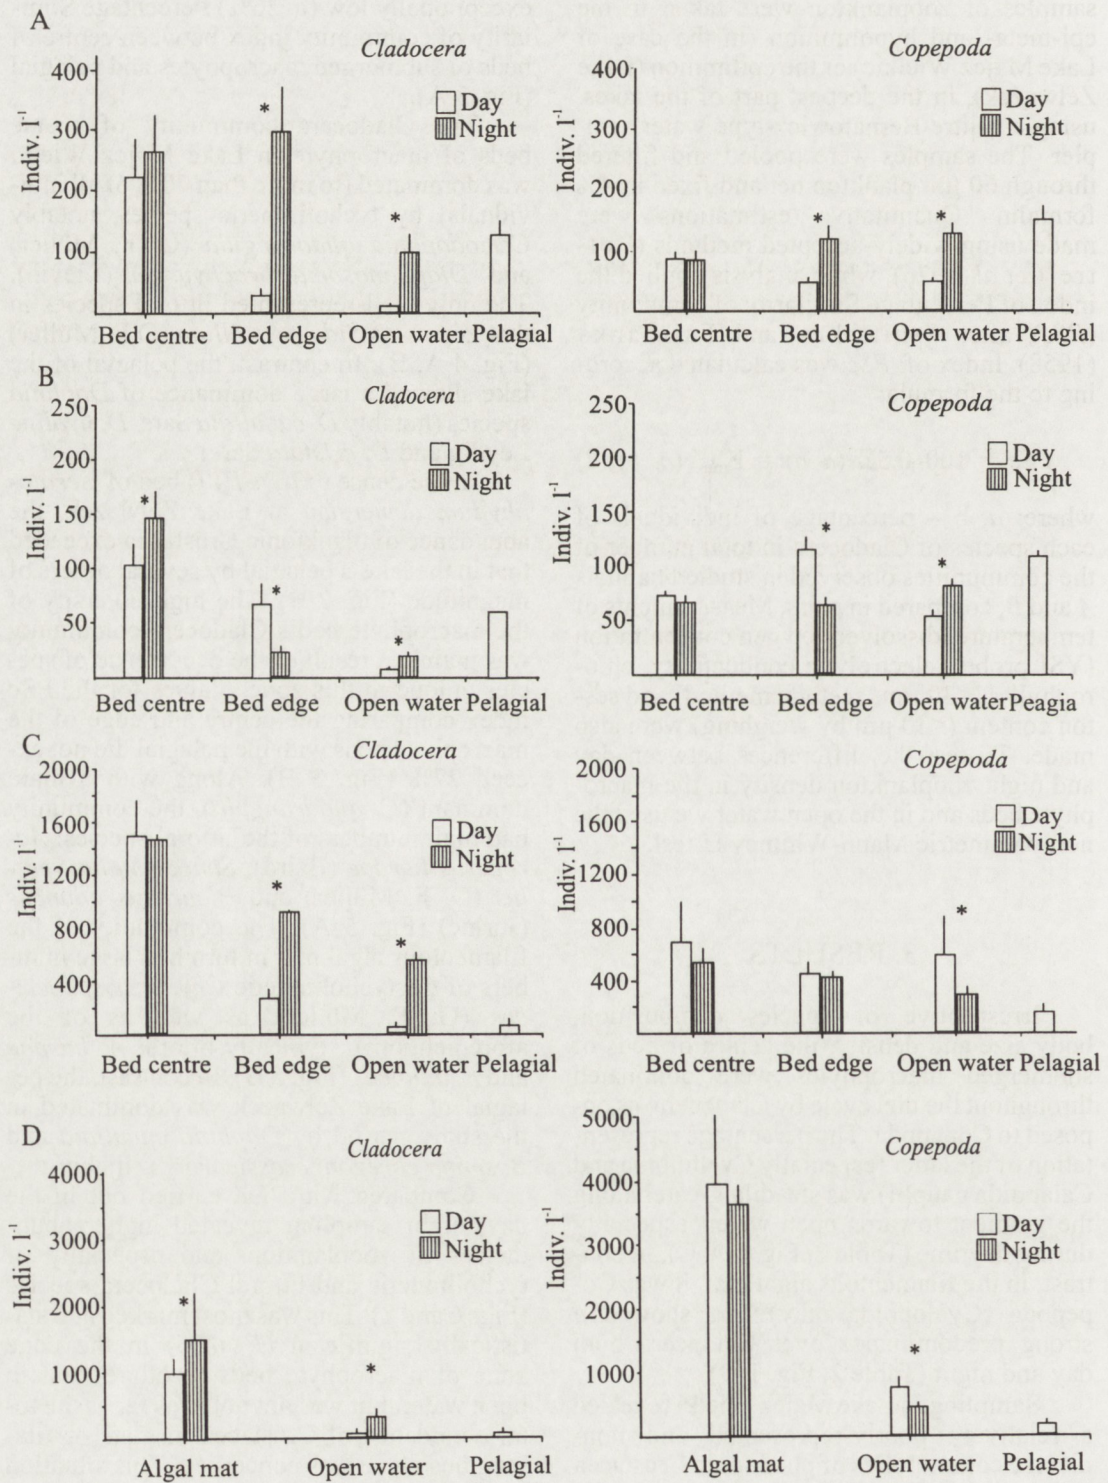 A
Cladocera
Copepoda
400
300
200
100
Indiv. l⁻¹
Day
Night
*
*
Bed centre Bed edge Open water Pelagial
400
300
200
100
Indiv. l⁻¹
Day
Night
*
*
Bed centre Bed edge Open water Pelagial
B
Cladocera
Copepoda
250
200
150
100
50
Indiv. l⁻¹
Day
Night
*
*
*
Bed centre Bed edge Open water Pelagial
250
200
150
100
50
Indiv. l⁻¹
Day
Night
*
*
Bed centre Bed edge Open water Peagia
C
Cladocera
Copepoda
2000
1600
1200
800
400
Indiv. l⁻¹
Day
Night
*
*
Bed centre Bed edge Open water Pelagial
2000
1600
1200
800
400
Indiv. l⁻¹
Day
Night
*
Bed centre Bed edge Open water Pelagial
D
Cladocera
Copepoda
4000
3000
2000
1000
Indiv. l⁻¹
Day
Night
*
*
Algal mat Open water Pelagial
5000
4000
3000
2000
1000
Indiv. l⁻¹
Day
Night
*
Algal mat Open water Pelagial